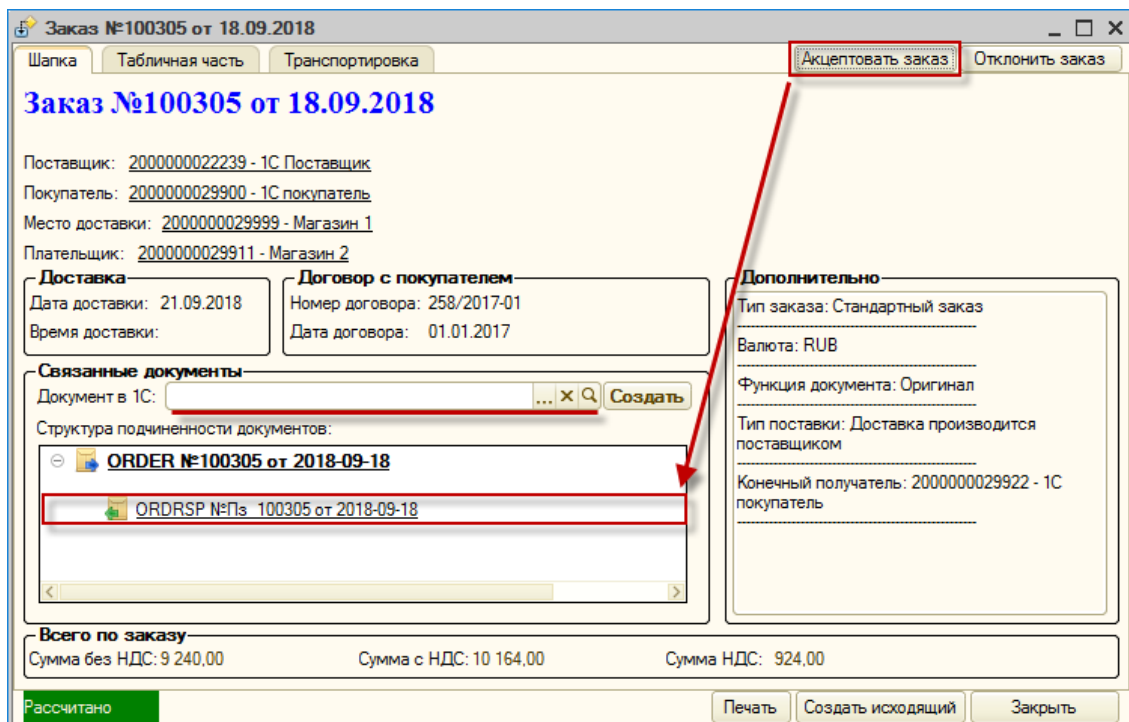 Заказ №100305 от 18.09.2018
Шапка Табличная часть Транспортировка Акцептовать заказ Отклонить заказ
Заказ №100305 от 18.09.2018
Поставщик: 2000000022239 - 1С Поставщик
Покупатель: 2000000029900 - 1С покупатель
Место доставки: 2000000029999 - Магазин 1
Плательщик: 2000000029911 - Магазин 2
Доставка
Дата доставки: 21.09.2018
Время доставки:
Договор с покупателем
Номер договора: 258/2017-01
Дата договора: 01.01.2017
Связанные документы
Документ в 1С: ... Создать
Структура подчиненности документов:
ORDER №100305 от 2018-09-18
ORDRSP №Пз_100305 от 2018-09-18
Дополнительно
Тип заказа: Стандартный заказ
Валюта: RUB
Функция документа: Оригинал
Тип поставки: Доставка производится
поставщиком
Конечный получатель: 2000000029922 - 1С
покупатель
Всего по заказу
Сумма без НДС: 9 240,00 Сумма с НДС: 10 164,00 Сумма НДС: 924,00
Рассчитано Печать Создать исходящий Закрыть